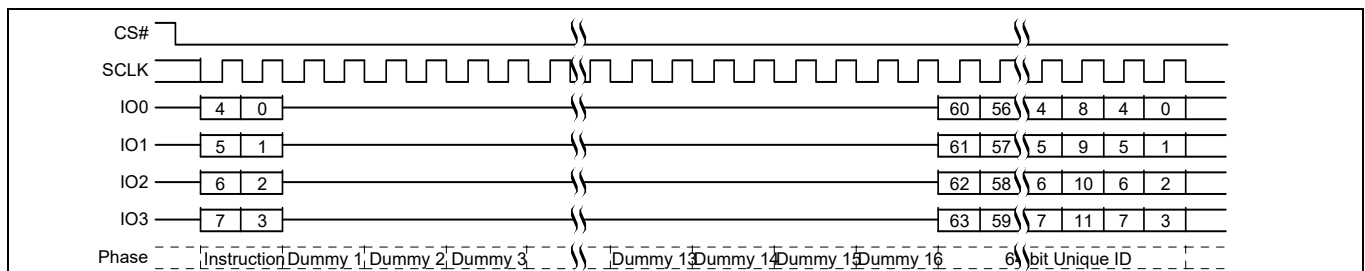 CS#
SCLK
IO0 4 0 60 56 4 8 4 0
IO1 5 1 61 57 5 9 5 1
IO2 6 2 62 58 6 10 6 2
IO3 7 3 63 59 7 11 7 3
Phase Instruction Dummy 1 Dummy 2 Dummy 3 Dummy 13 Dummy 14 Dummy 15 Dummy 16 64-bit Unique ID